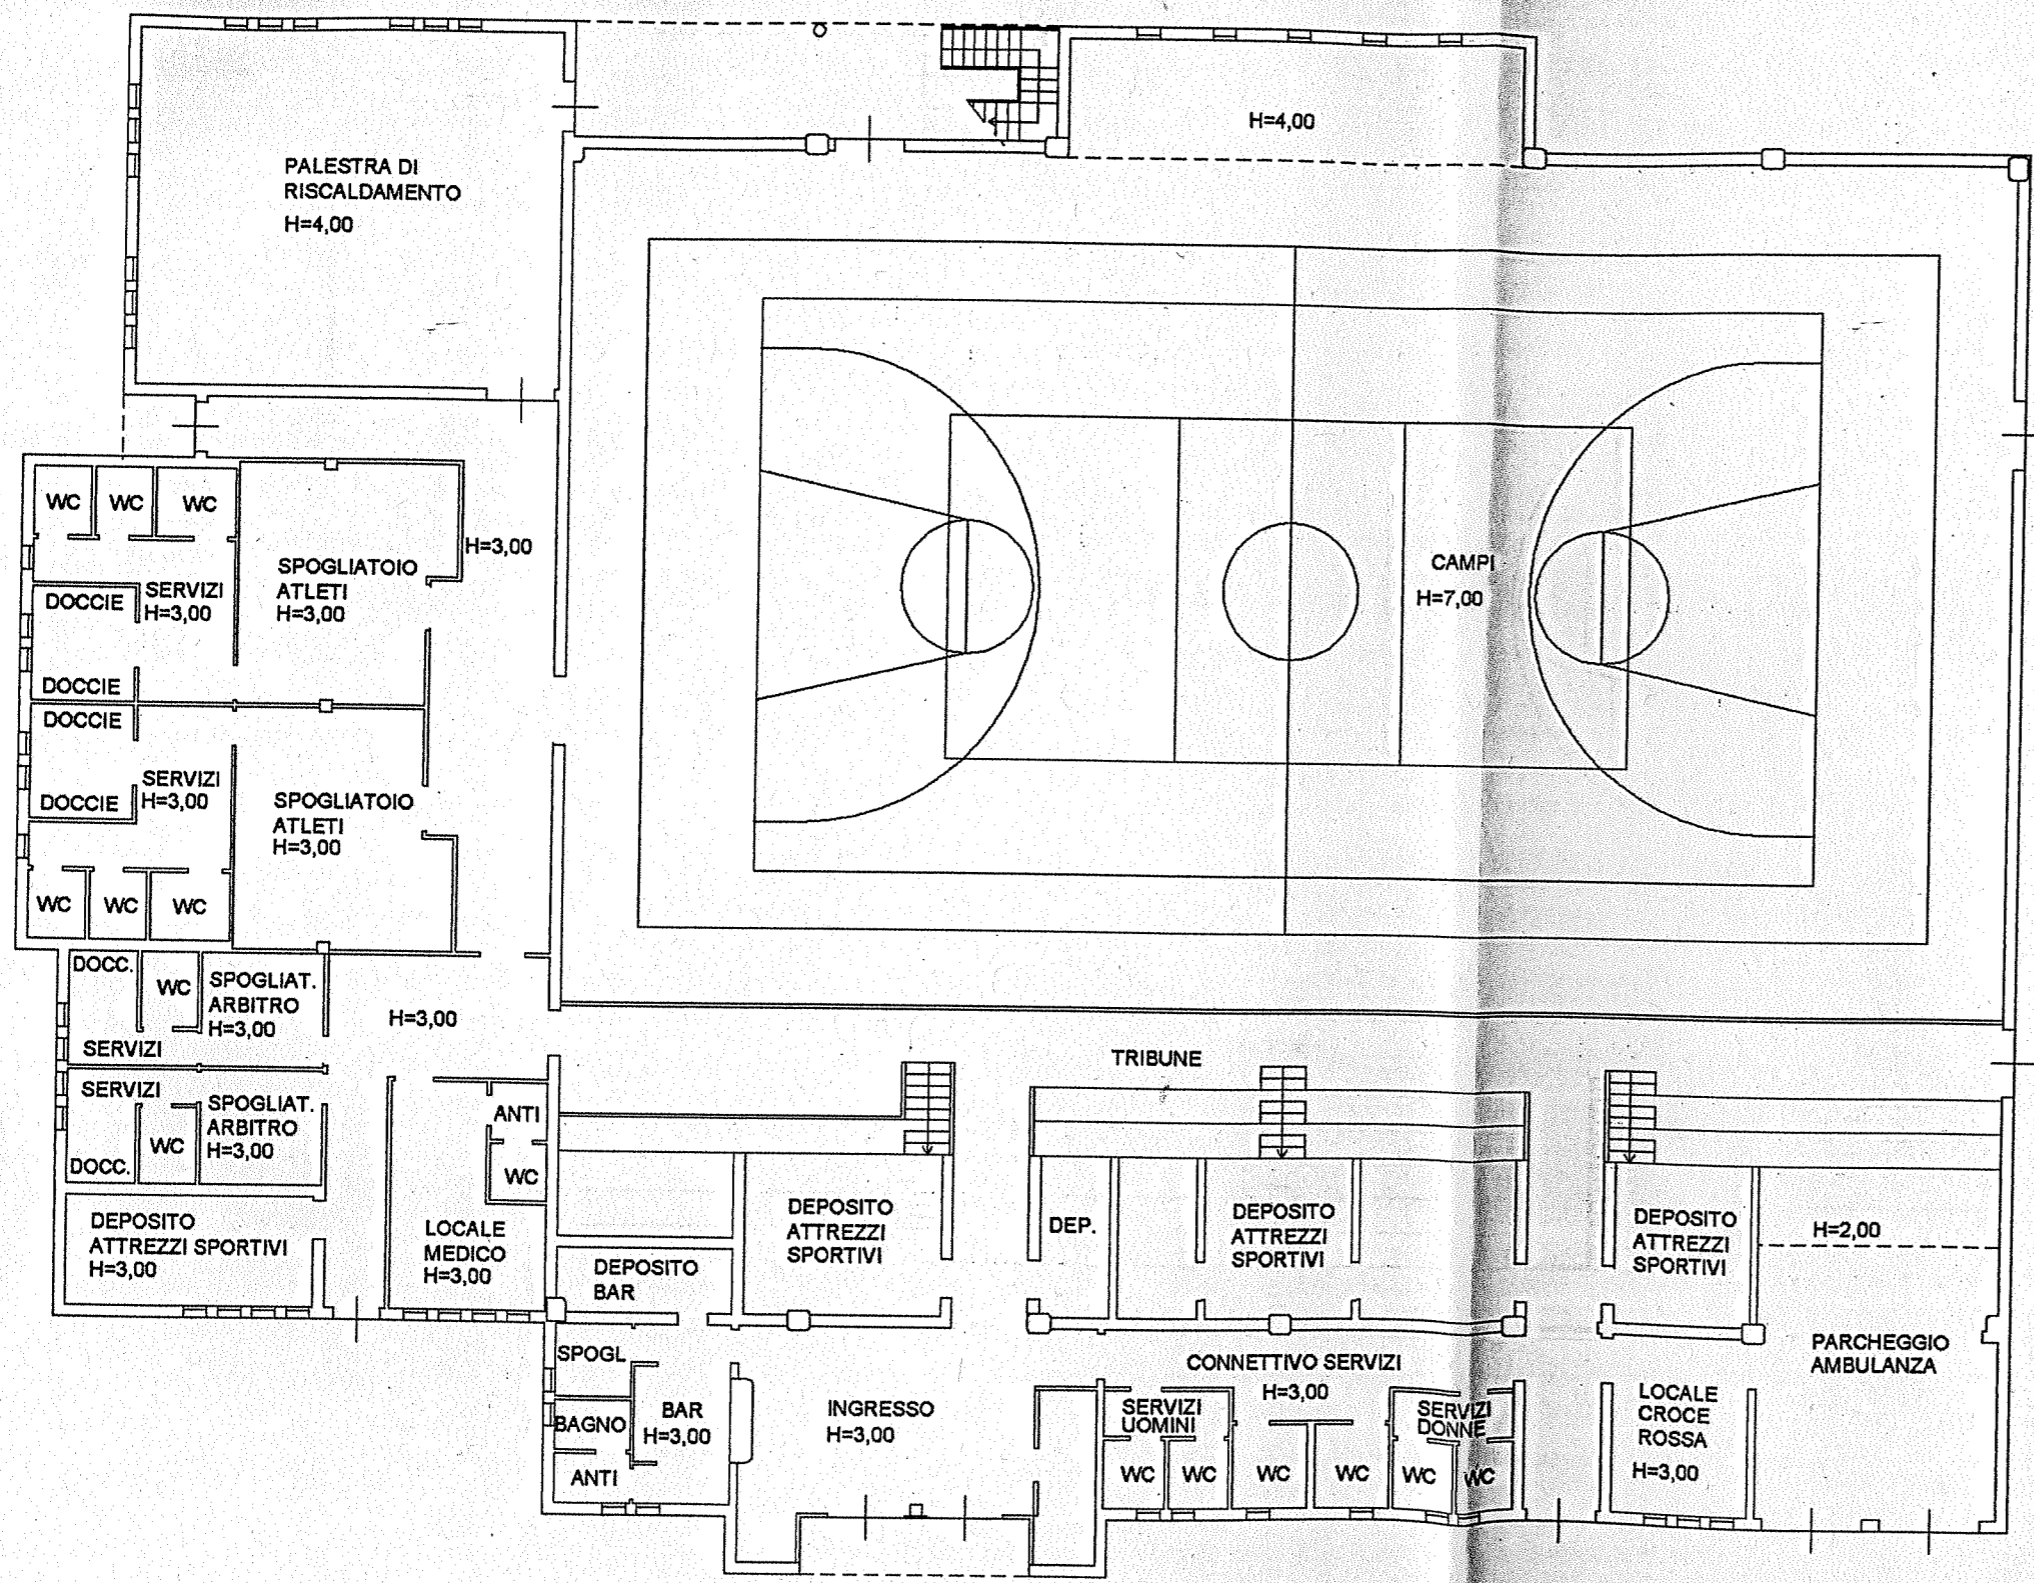 H=4,00
PALESTRA DI
RISCALDAMENTO
H=4,00
WC
WC
WC
H=3,00
SPOGLIATOIO
ATLETI
H=3,00
SERVIZI
H=3,00
DOCCIE
DOCCIE
CAMPI
H=7,00
DOCCIE
SERVIZI
H=3,00
DOCCIE
SPOGLIATOIO
ATLETI
H=3,00
WC
WC
WC
DOCC.
WC
SPOGLIAT.
ARBITRO
H=3,00
SERVIZI
H=3,00
TRIBUNE
SERVIZI
SPOGLIAT.
ARBITRO
H=3,00
WC
DOCC.
ANTI
WC
DEPOSITO
ATTREZZI SPORTIVI
H=3,00
LOCALE
MEDICO
H=3,00
DEPOSITO
BAR
DEPOSITO
ATTREZZI
SPORTIVI
DEP.
DEPOSITO
ATTREZZI
SPORTIVI
DEPOSITO
ATTREZZI
SPORTIVI
H=2,00
PARCHEGGIO
AMBULANZA
SPOGL
BAGNO
ANTI
BAR
H=3,00
INGRESSO
H=3,00
CONNETTIVO SERVIZI
H=3,00
SERVIZI
UOMINI
SERVIZI
DONNE
WC
WC
WC
WC
WC
WC
LOCALE
CROCE
ROSSA
H=3,00